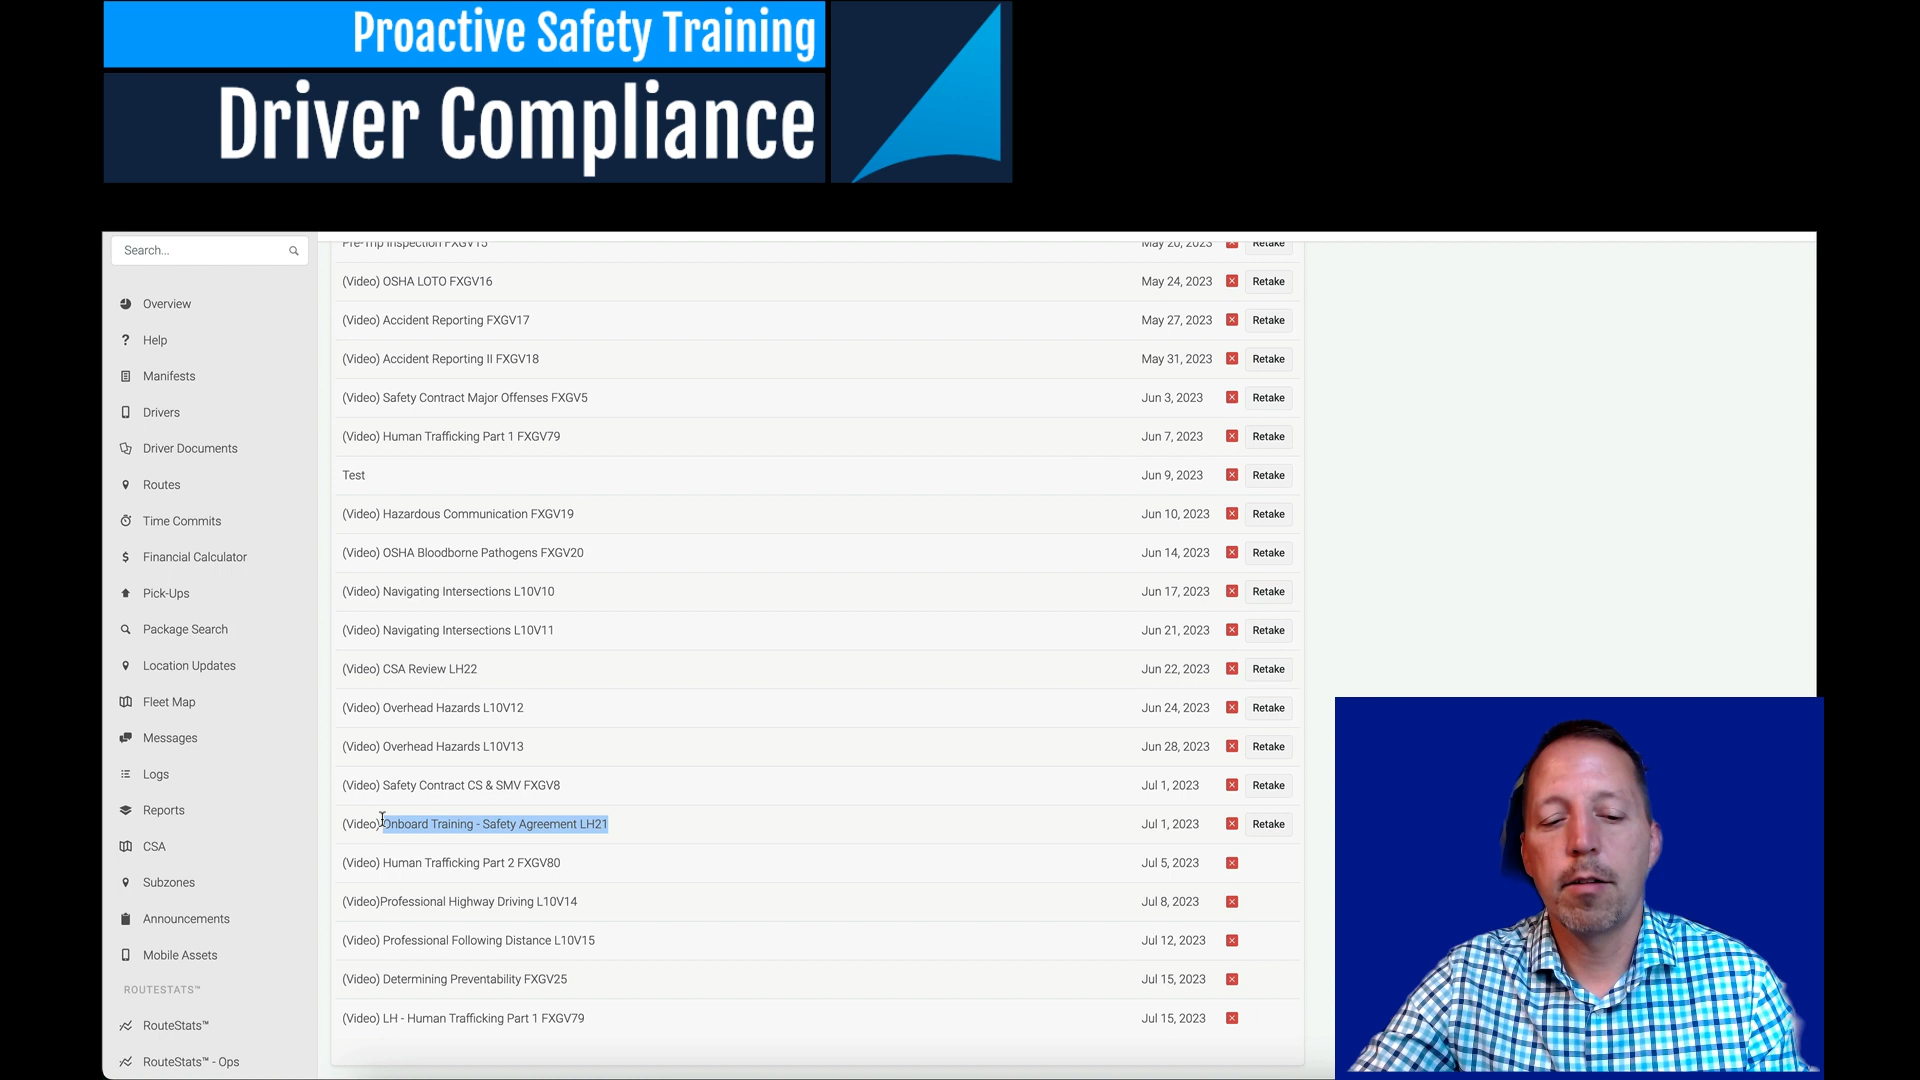 Proactive Safety Training
Driver Compliance
Search...
Overview
Help
Manifests
Drivers
Driver Documents
Routes
Time Commits
Financial Calculator
Pick-Ups
Package Search
Location Updates
Fleet Map
Messages
Logs
Reports
CSA
Subzones
Announcements
Mobile Assets
ROUTESTATS™
RouteStats™
RouteStats™ - Ops
Pre-Trip Inspection FXGV15 May 20, 2023 Retake
(Video) OSHA LOTO FXGV16 May 24, 2023 Retake
(Video) Accident Reporting FXGV17 May 27, 2023 Retake
(Video) Accident Reporting II FXGV18 May 31, 2023 Retake
(Video) Safety Contract Major Offenses FXGV5 Jun 3, 2023 Retake
(Video) Human Trafficking Part 1 FXGV79 Jun 7, 2023 Retake
Test Jun 9, 2023 Retake
(Video) Hazardous Communication FXGV19 Jun 10, 2023 Retake
(Video) OSHA Bloodborne Pathogens FXGV20 Jun 14, 2023 Retake
(Video) Navigating Intersections L10V10 Jun 17, 2023 Retake
(Video) Navigating Intersections L10V11 Jun 21, 2023 Retake
(Video) CSA Review LH22 Jun 22, 2023 Retake
(Video) Overhead Hazards L10V12 Jun 24, 2023 Retake
(Video) Overhead Hazards L10V13 Jun 28, 2023 Retake
(Video) Safety Contract CS & SMV FXGV8 Jul 1, 2023 Retake
(Video) Onboard Training - Safety Agreement LH21 Jul 1, 2023 Retake
(Video) Human Trafficking Part 2 FXGV80 Jul 5, 2023
(Video)Professional Highway Driving L10V14 Jul 8, 2023
(Video) Professional Following Distance L10V15 Jul 12, 2023
(Video) Determining Preventability FXGV25 Jul 15, 2023
(Video) LH - Human Trafficking Part 1 FXGV79 Jul 15, 2023